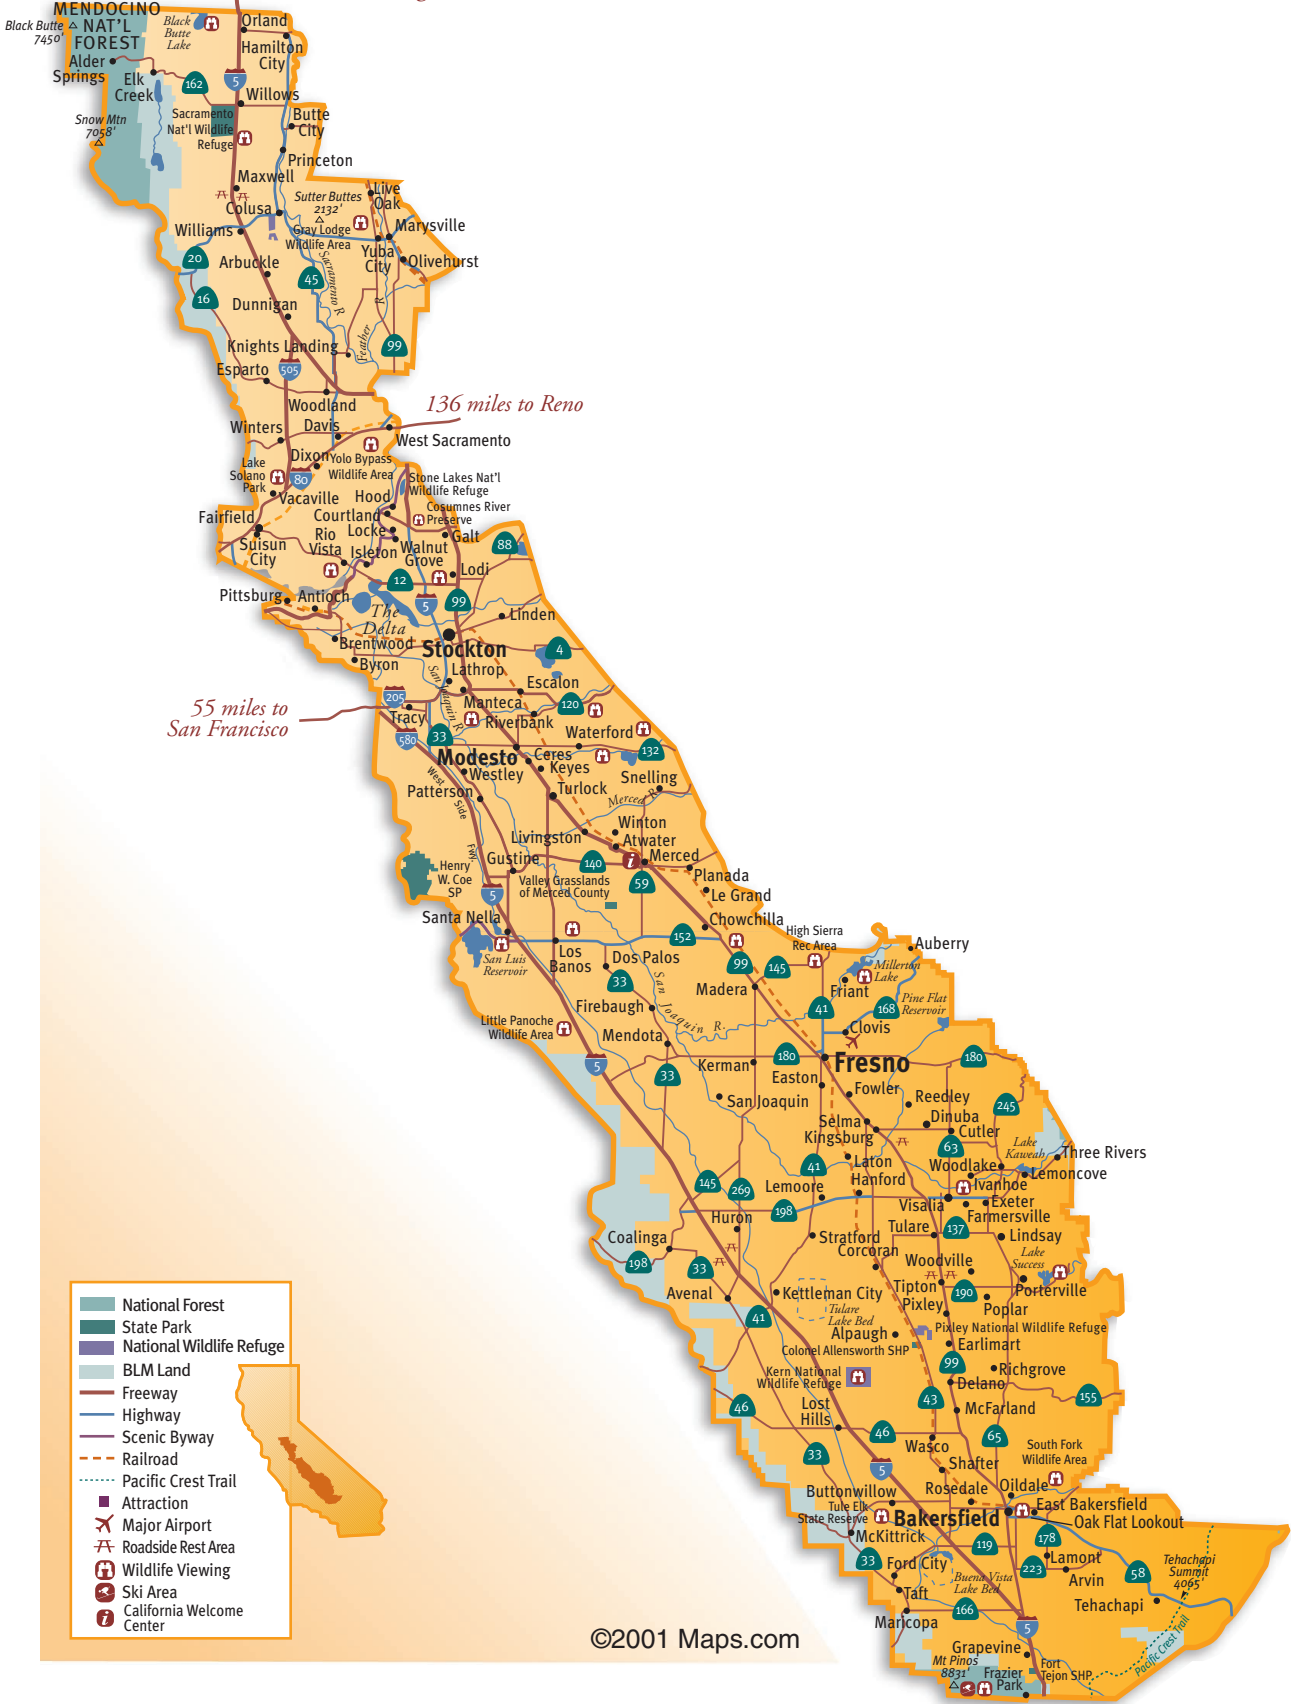 MENDOCINO
NAT'L
FOREST
Black Butte
7450'
Black
Butte
Lake
Orland
Hamilton
City
Alder
Springs
Elk
Creek
162
5
Willows
Snow Mtn
7058'
Sacramento
Nat'l Wildlife
Refuge
Butte
City
Princeton
Maxwell
Sutter Buttes
2132'
Live
Oak
Colusa
Williams
Gray Lodge
Wildlife Area
Marysville
Yuba
City
Olivehurst
20
Arbuckle
45
16
Sacramento R
Dunnigan
Feather
R
Knights Landing
99
Esparto
505
Woodland
136 miles to Reno
Winters
Davis
West Sacramento
Dixon
Yolo Bypass
Wildlife Area
Lake
Solano
Park
80
Stone Lakes Nat'l
Wildlife Refuge
Vacaville
Hood
Cosumnes River
Preserve
Fairfield
Courtland
Locke
Galt
Rio
Vista
Suisun
City
Isleton
Walnut
Grove
88
Lodi
12
Pittsburg
Antioch
5
99
The
Delta
Linden
Brentwood
Stockton
4
Byron
Lathrop
San Joaquin R
Escalon
205
Manteca
120
55 miles to
San Francisco
Tracy
Riverbank
33
580
Waterford
132
Modesto
Ceres
Keyes
Westley
Snelling
Patterson
West
Side
Fwy.
Turlock
Merced R
Winton
Livingston
Atwater
Gustine
140
Merced
Henry
W. Coe
SP
Planada
Valley Grasslands
of Merced County
59
Le Grand
5
Santa Nella
Chowchilla
152
High Sierra
Rec Area
Auberry
San Luis
Reservoir
Los
Banos
Dos Palos
99
145
Millerton
Lake
33
Madera
Friant
San Joaquin R.
Firebaugh
41
168
Pine Flat
Reservoir
Little Panoche
Wildlife Area
Mendota
Clovis
5
Kerman
180
Fresno
180
33
Easton
Fowler
San Joaquin
Reedley
245
Selma
Dinuba
Kingsburg
Cutler
63
Lake
Kaweah
Three Rivers
41
Laton
Woodlake
Lemoncove
145
269
Lemoore
Hanford
Ivanhoe
Visalia
Exeter
198
Farmersville
Huron
Tulare
137
Coalinga
Stratford
Lindsay
Corcoran
198
33
Woodville
Lake
Success
Avenal
Kettleman City
Tipton
190
Porterville
41
Tulare
Lake Bed
Pixley
Poplar
Alpaugh
Pixley National Wildlife Refuge
Colonel Allensworth SHP
Earlimart
99
Kern National
Wildlife Refuge
Richgrove
Delano
43
155
46
Lost
Hills
McFarland
46
65
33
Wasco
South Fork
Wildlife Area
5
Shafter
Buttonwillow
Rosedale
Oildale
Tule Elk
State Reserve
Bakersfield
East Bakersfield
Oak Flat Lookout
McKittrick
119
178
33
Ford City
Lamont
223
Tehachapi
Summit
4065'
Arvin
58
Buena Vista
Lake Bed
Taft
Tehachapi
166
Maricopa
5
Pacific Crest Trail
Grapevine
Mt Pinos
8831'
Frazier
Park
Fort
Tejon SHP
National Forest
State Park
National Wildlife Refuge
BLM Land
Freeway
Highway
Scenic Byway
Railroad
Pacific Crest Trail
Attraction
Major Airport
Roadside Rest Area
Wildlife Viewing
Ski Area
California Welcome
Center
©2001 Maps.com